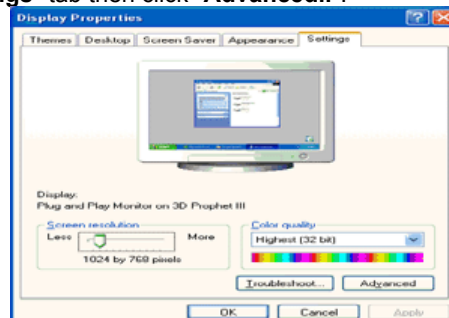 gs" tab then click "Advanced..".
Display Properties
Themes Desktop Screen Saver Appearance Settings
Display:
Plug and Play Monitor on 3D Prophet III
Screen resolution
Less More
1024 by 768 pixels
Color quality
Highest (32 bit)
Troubleshoot... Advanced
OK Cancel Apply